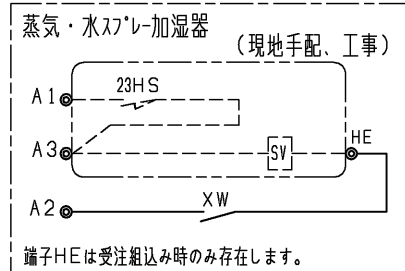 蒸気・水スプレー加湿器
(現地手配、工事)
A1
23HS
A3
SV
HE
A2
XW
端子HEは受注組込み時のみ存在します。